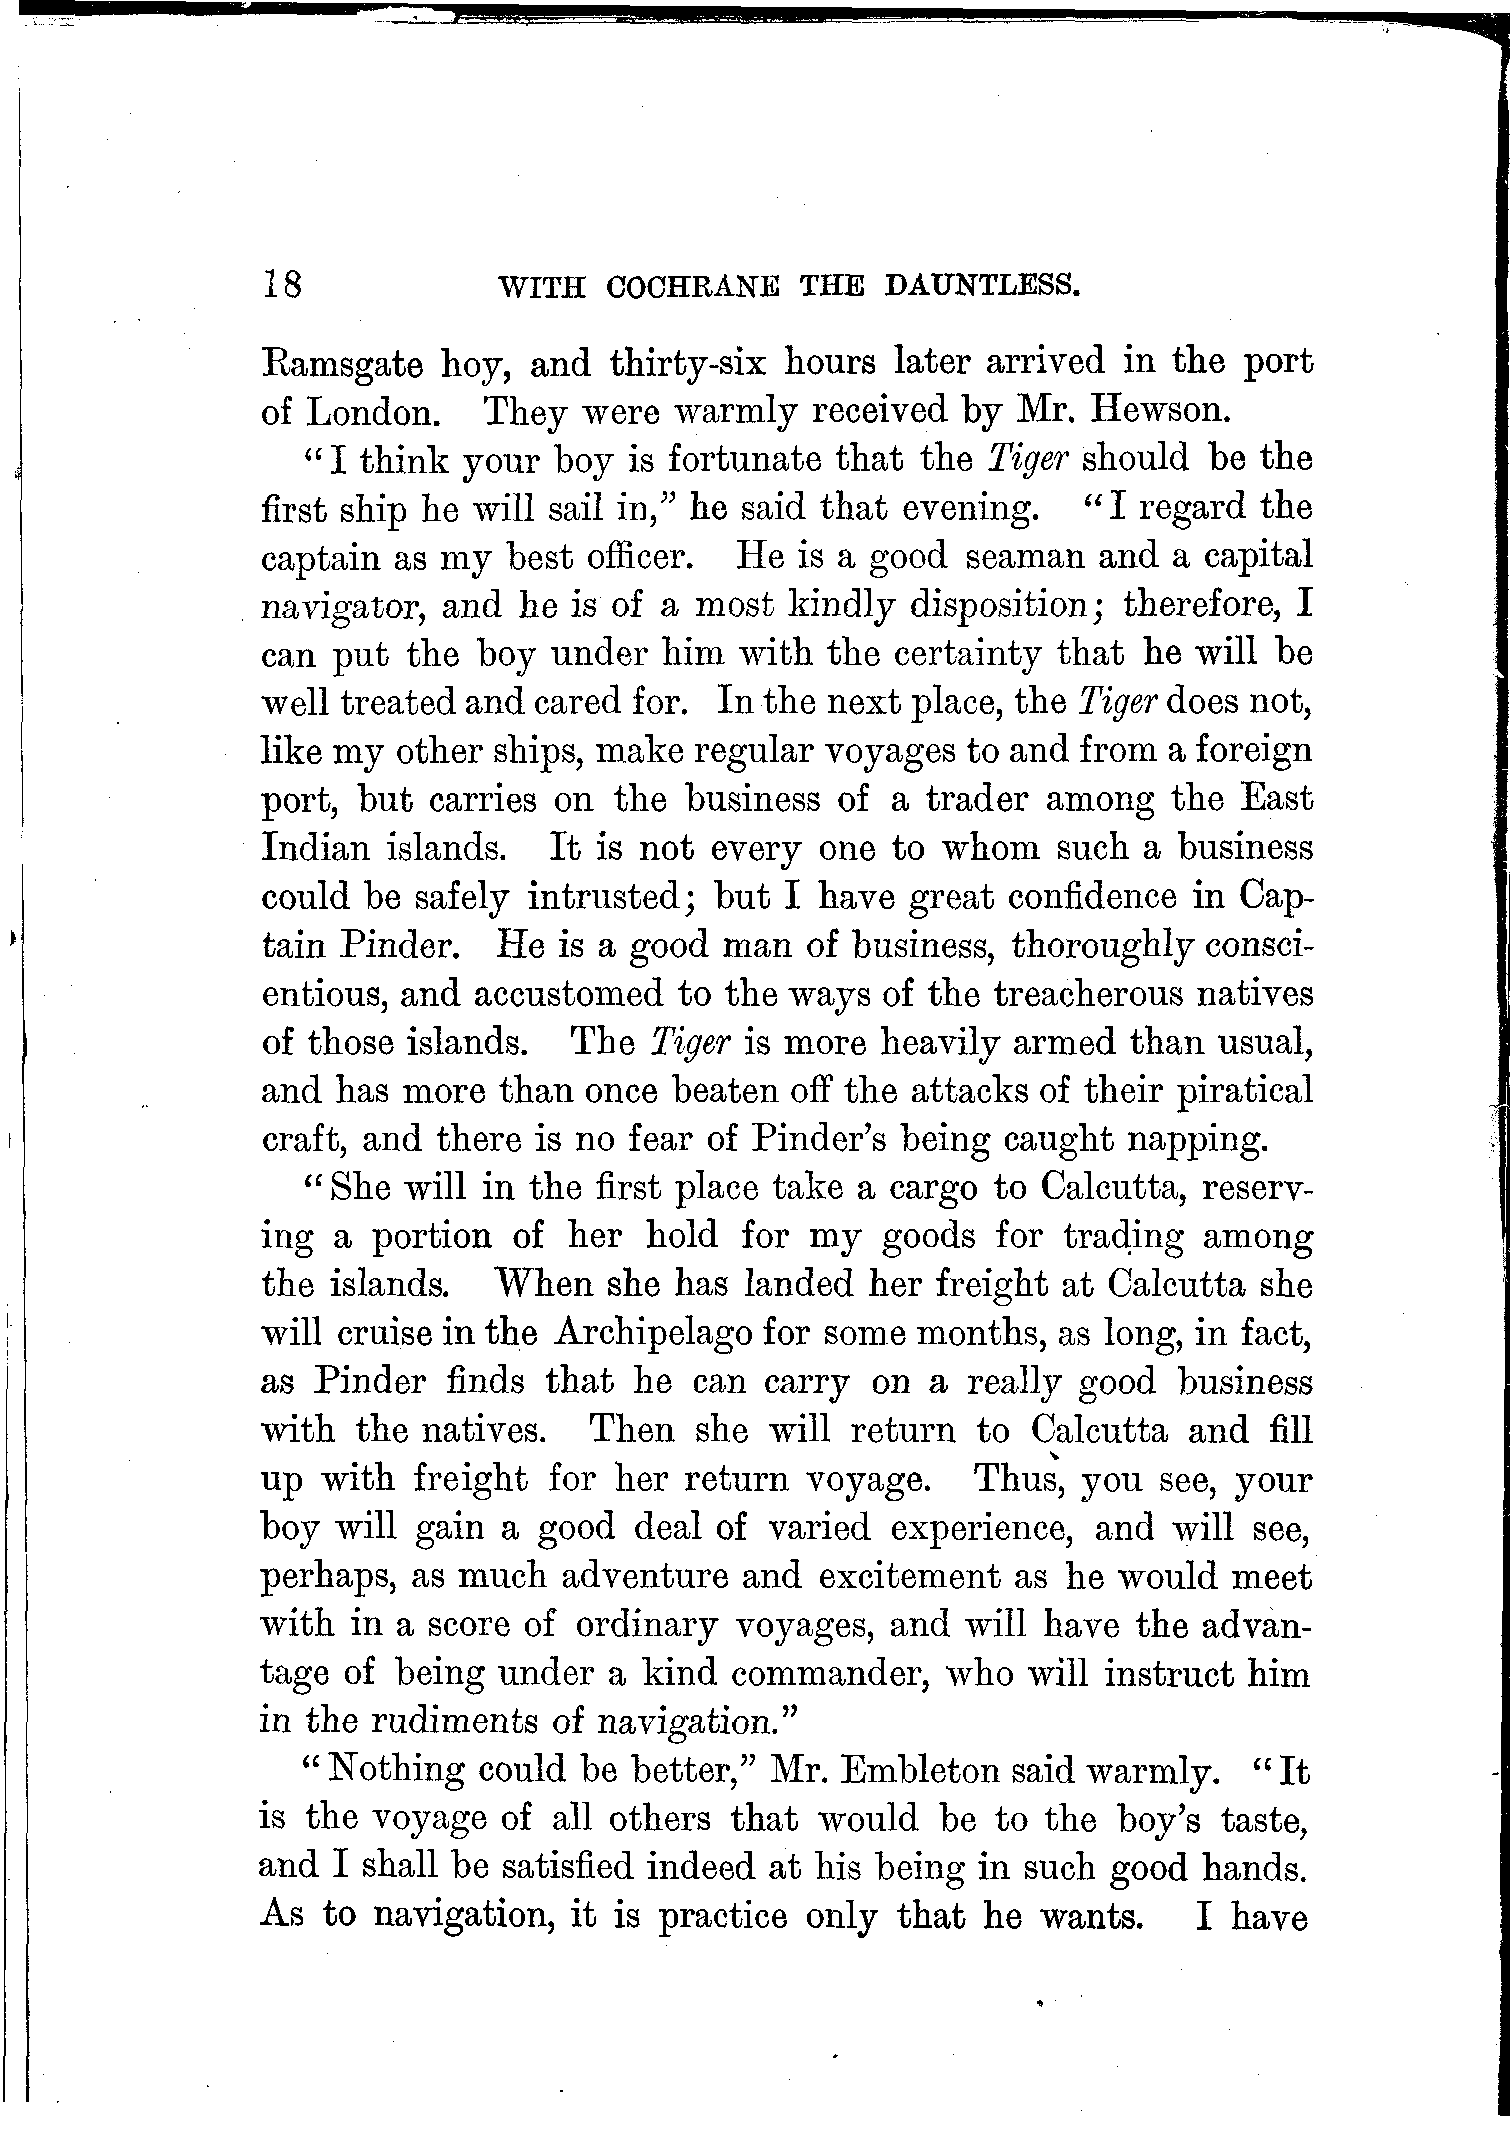 18 WITH COCHRANE THE DAUNTLESS.
Ramsgate hoy, and thirty-six hours later arrived in the port
of London. They were warmly received by Mr. Hewson.
"I think your boy is fortunate that the Tiger should be the
first ship he will sail in," he said that evening. "I regard the
captain as my best officer. He is a good seaman and a capital
navigator, and he is of a most kindly disposition; therefore, I
can put the boy under him with the certainty that he will be
well treated and cared for. In the next place, the Tiger does not,
like my other ships, make regular voyages to and from a foreign
port, but carries on the business of a trader among the East
Indian islands. It is not every one to whom such a business
could be safely intrusted; but I have great confidence in Cap-
tain Pinder. He is a good man of business, thoroughly consci-
entious, and accustomed to the ways of the treacherous natives
of those islands. The Tiger is more heavily armed than usual,
and has more than once beaten off the attacks of their piratical
craft, and there is no fear of Pinder's being caught napping.
"She will in the first place take a cargo to Calcutta, reserv-
ing a portion of her hold for my goods for trading among
the islands. When she has landed her freight at Calcutta she
will cruise in the Archipelago for some months, as long, in fact,
as Pinder finds that he can carry on a really good business
with the natives. Then she will return to Calcutta and fill
up with freight for her return voyage. Thus, you see, your
boy will gain a good deal of varied experience, and will see,
perhaps, as much adventure and excitement as he would meet
with in a score of ordinary voyages, and will have the advan-
tage of being under a kind commander, who will instruct him
in the rudiments of navigation."
"Nothing could be better," Mr. Embleton said warmly. "It
is the voyage of all others that would be to the boy's taste,
and I shall be satisfied indeed at his being in such good hands.
As to navigation, it is practice only that he wants. I have